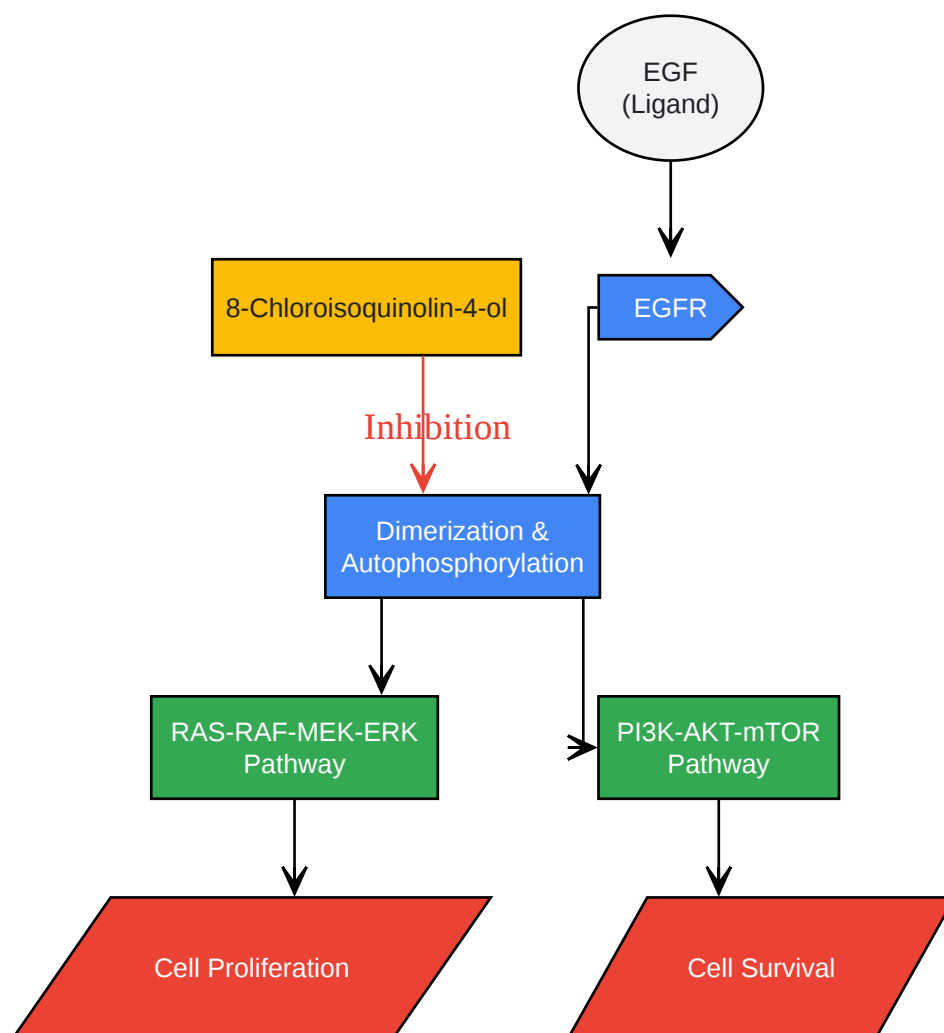 EGF
(Ligand)
8-Chloroisoquinolin-4-ol
EGFR
Inhibition
Dimerization &
Autophosphorylation
RAS-RAF-MEK-ERK
Pathway
PI3K-AKT-mTOR
Pathway
Cell Proliferation
Cell Survival